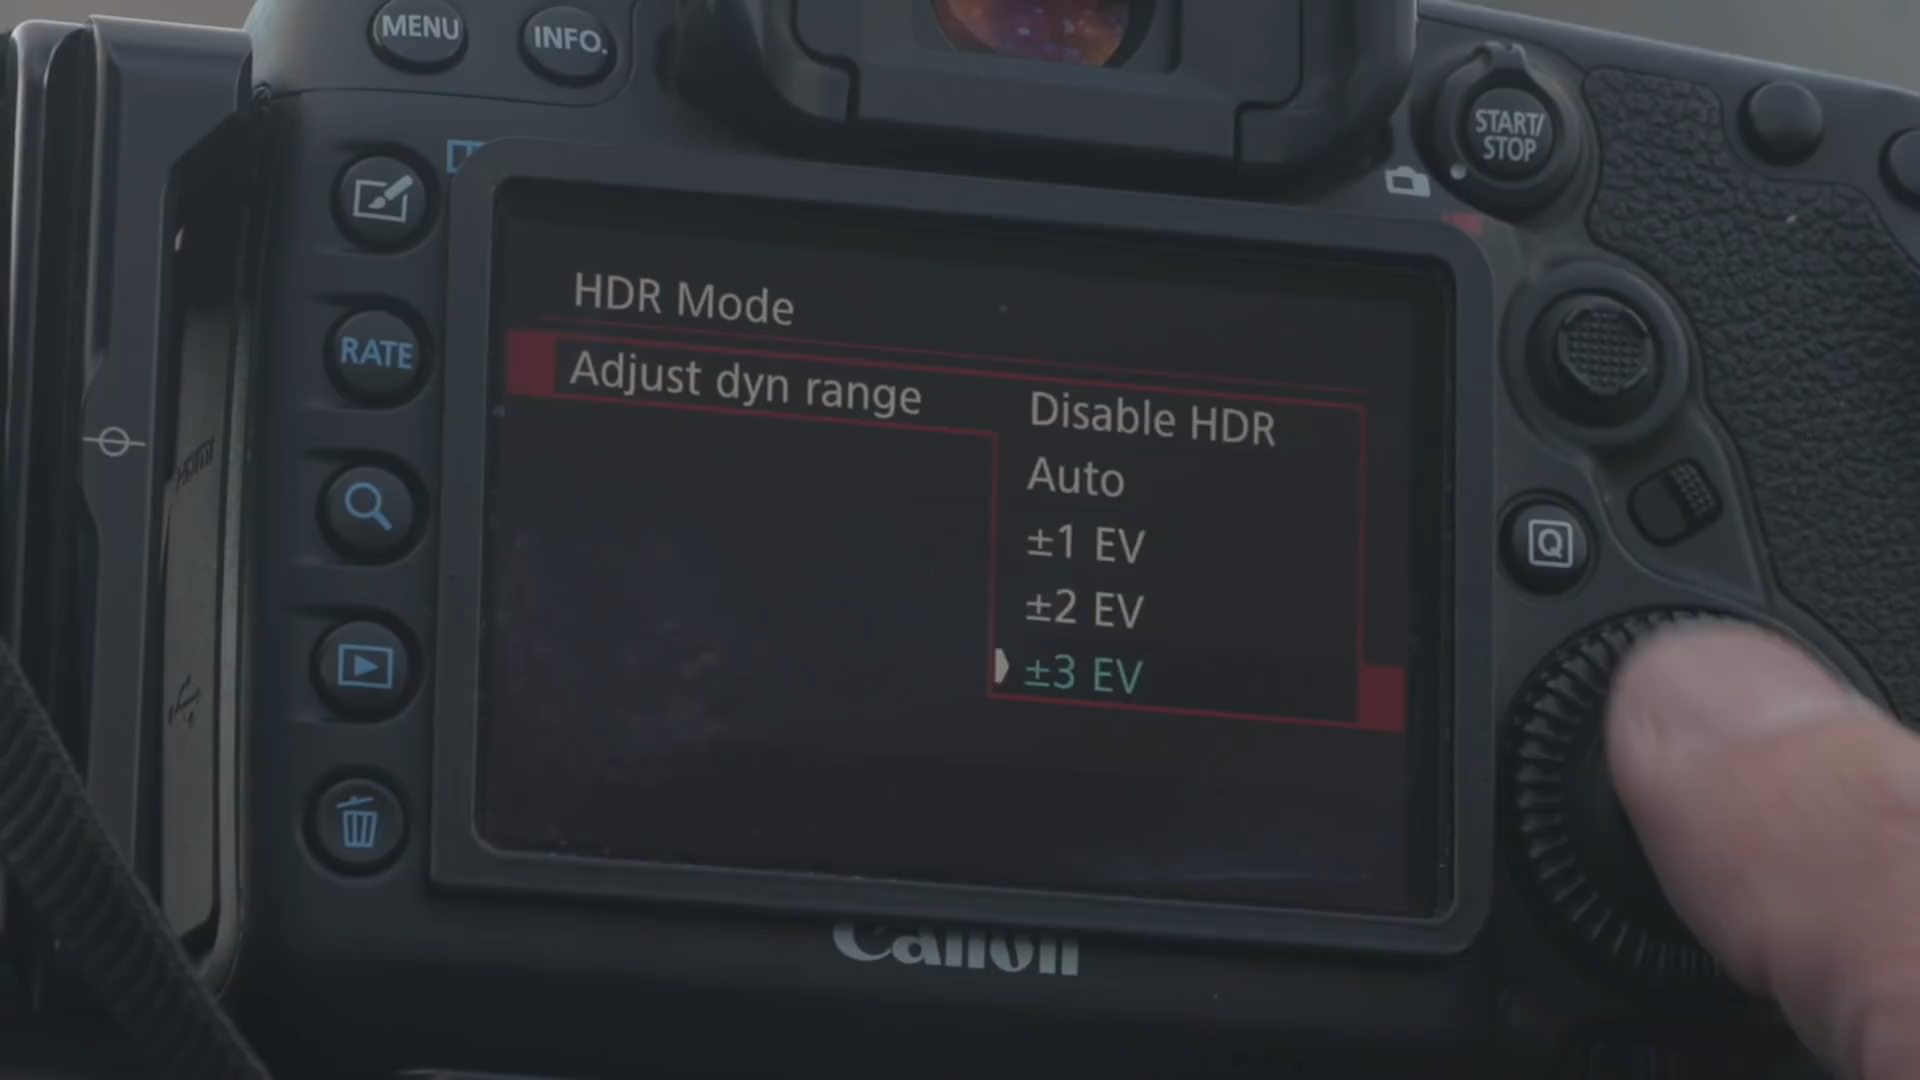 MENU
INFO.
START/
STOP
RATE
HDR Mode
Adjust dyn range
Disable HDR
Auto
±1 EV
±2 EV
±3 EV
HDMI
Q
Canon